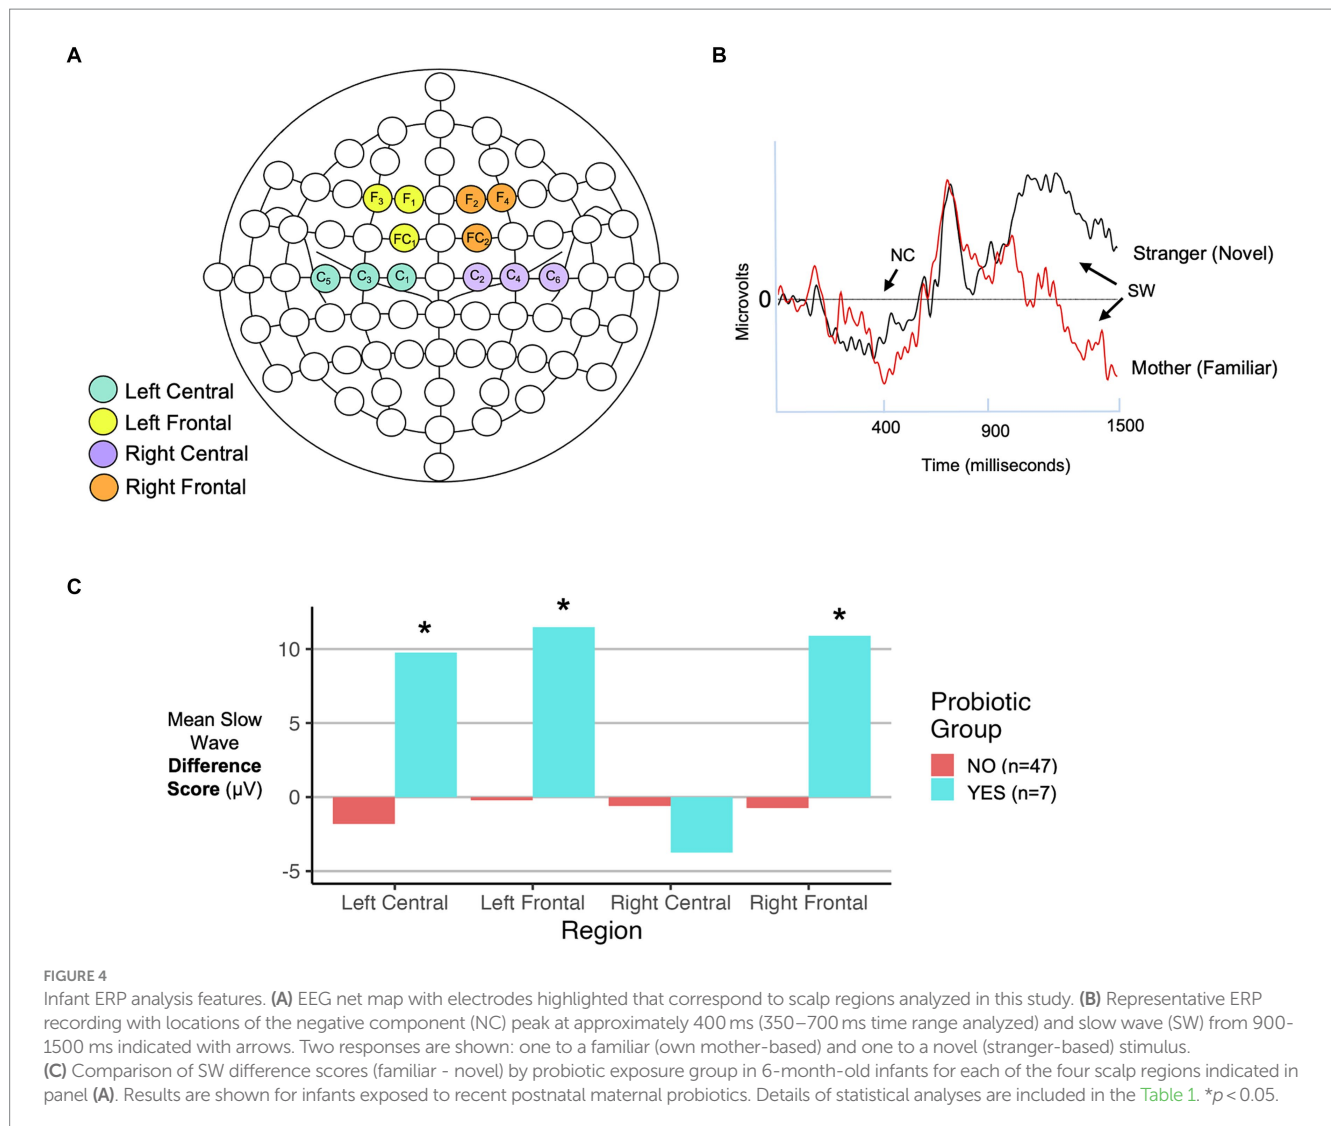 A
F3 F1 F2 F4
FC1 FC2
C5 C3 C1 C2 C4 C6
Left Central
Left Frontal
Right Central
Right Frontal
B
Microvolts
0
NC
Stranger (Novel)
SW
Mother (Familiar)
400 900 1500
Time (milliseconds)
C
Mean Slow
Wave
Difference
Score (μV)
10
5
0
-5
* * *
Left Central Left Frontal Right Central Right Frontal
Region
Probiotic
Group
NO (n=47)
YES (n=7)
FIGURE 4
Infant ERP analysis features. (A) EEG net map with electrodes highlighted that correspond to scalp regions analyzed in this study. (B) Representative ERP
recording with locations of the negative component (NC) peak at approximately 400 ms (350–700 ms time range analyzed) and slow wave (SW) from 900-
1500 ms indicated with arrows. Two responses are shown: one to a familiar (own mother-based) and one to a novel (stranger-based) stimulus.
(C) Comparison of SW difference scores (familiar - novel) by probiotic exposure group in 6-month-old infants for each of the four scalp regions indicated in
panel (A). Results are shown for infants exposed to recent postnatal maternal probiotics. Details of statistical analyses are included in the Table 1. *p < 0.05.